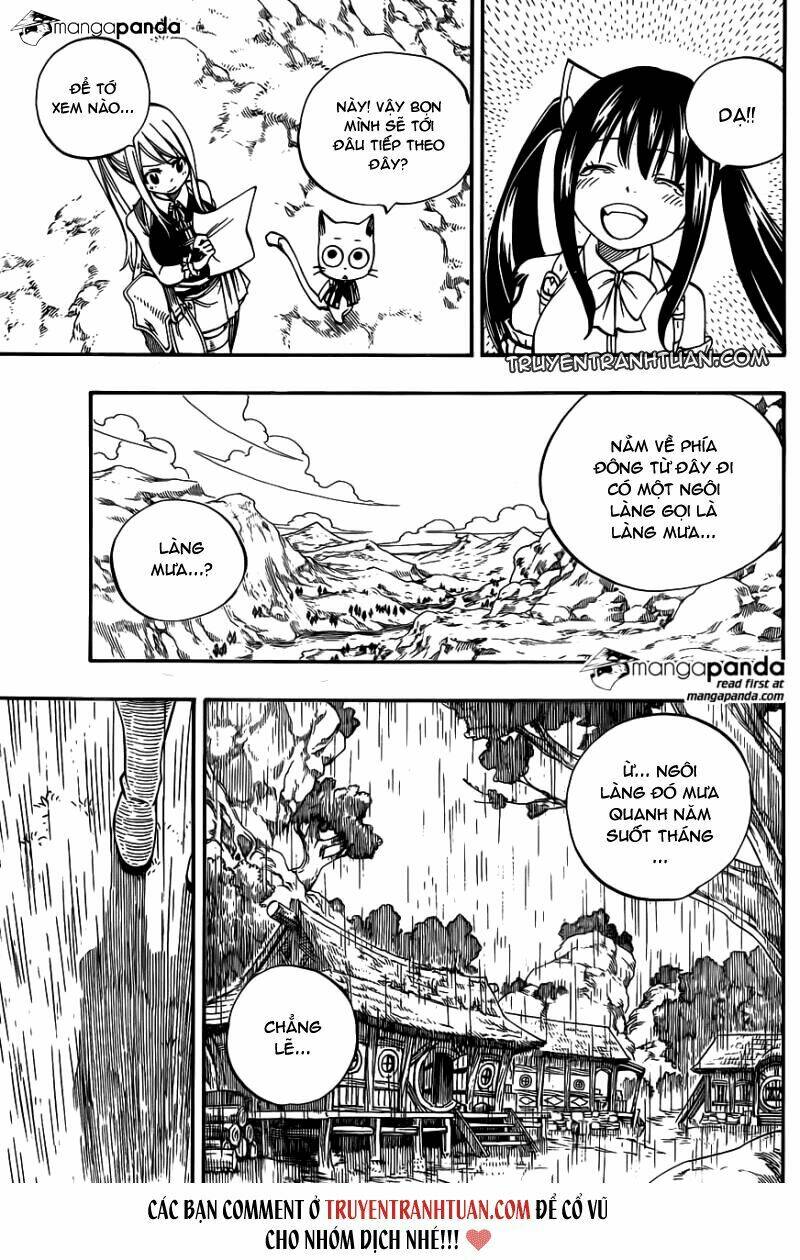 mangapanda
DẠ!!
NÀY! VẬY BỌN
MÌNH SẼ TỚI
ĐÂU TIẾP THEO
ĐÂY?
ĐỂ TỚ
XEM NÀO...
TRUYENTRANHTUAN.COM
NẰM VỀ PHÍA
ĐÔNG TỪ ĐÂY ĐI
CÓ MỘT NGÔI
LÀNG GỌI LÀ
LÀNG MƯA...
LÀNG
MƯA...?
mangapanda
read first at
mangapanda.com
Ừ... NGÔI
LÀNG ĐÓ MƯA
QUANH NĂM
SUỐT THÁNG
...
CHẲNG
LẼ...
CÁC BẠN COMMENT Ở TRUYENTRANHTUAN.COM ĐỂ CỔ VŨ
CHO NHÓM DỊCH NHÉ!!!